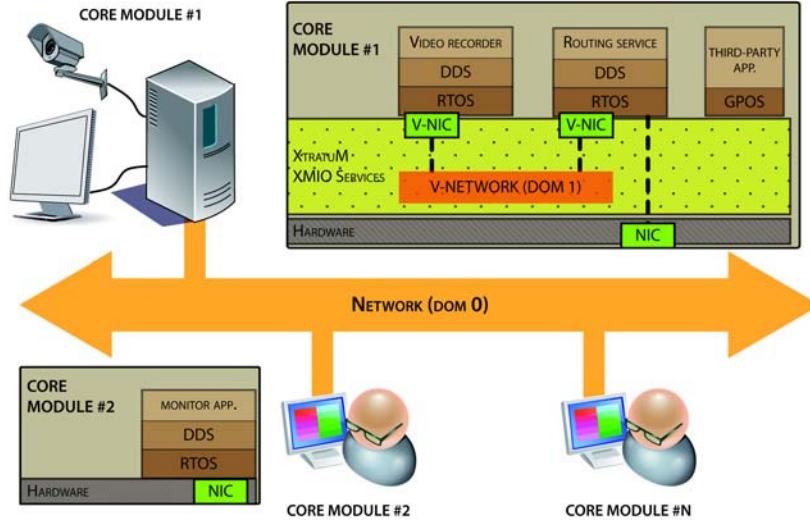 CORE MODULE #1
CORE
MODULE #1
VIDEO RECORDER
DDS
RTOS
ROUTING SERVICE
DDS
RTOS
THIRD-PARTY
APP.
GPOS
V-NIC
V-NIC
XTRATUM
XMIO SERVICES
V-NETWORK (DOM 1)
HARDWARE
NIC
NETWORK (DOM 0)
CORE
MODULE #2
MONITOR APP.
DDS
RTOS
HARDWARE
NIC
CORE MODULE #2
CORE MODULE #N